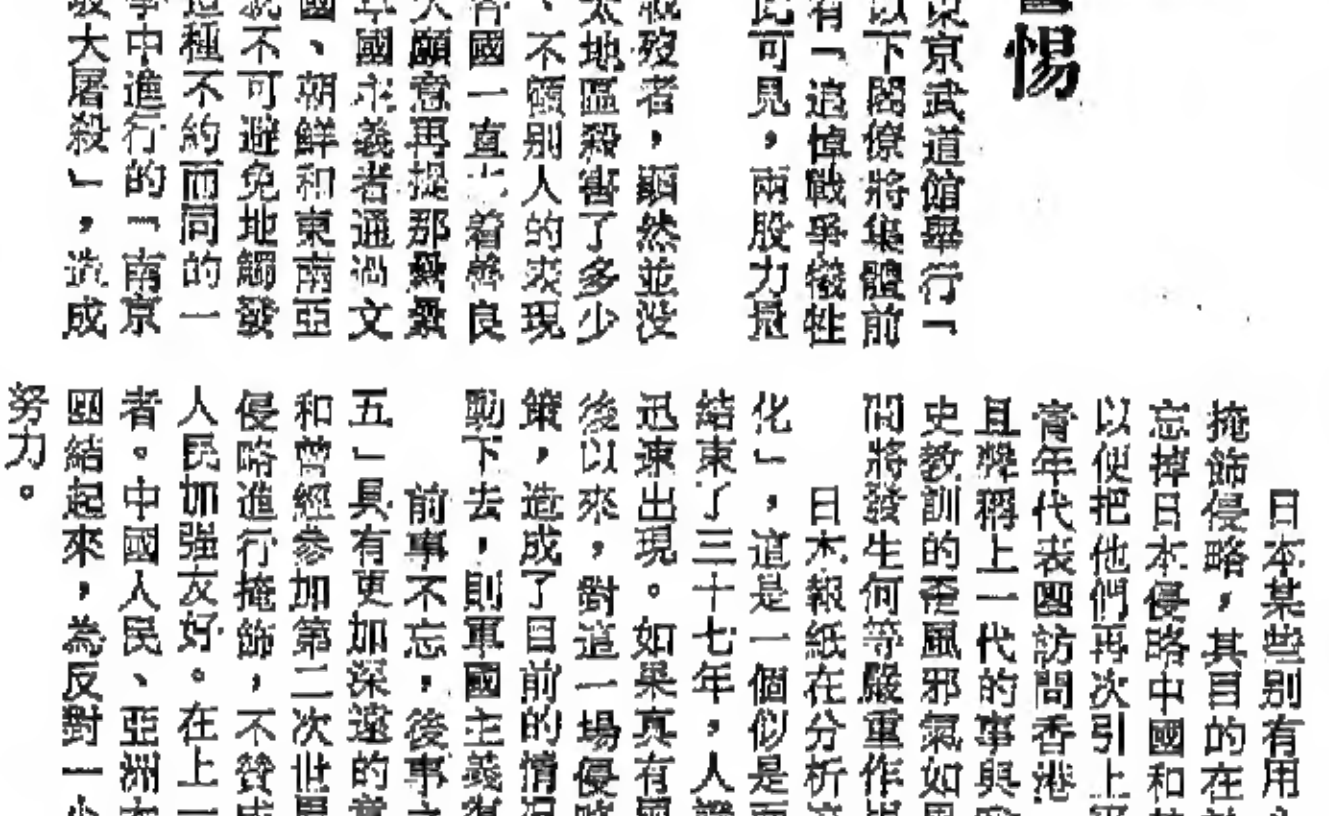 惕
東京武道館舉行「
以下閣僚將集體前
有「追悼戰爭犧牲
此可見，兩股力量
戰歿者，顯然並没
太地區殺害了多少
、不顧别人的表現
國一直
大願意再提那
軍國主義者通過文
國、朝鮮和東南亞
就不可避免地觸發
這種不約而同的一
爭中進行的「南京
大屠殺」，造成
日本某些别有用
掩飾侵略，其目的在
忘掉日本侵略中國和
以便把他們再次引上
青年代表團訪問香港
且聲稱上一代的事與
史教訓的歪風邪氣如
間將發生何等嚴重作
日本報紙在分析
化」，這是一個似是
結束了三十七年，人
迅速出現。如果真有
後以來，對這一場侵
策，造成了目前的情况
動下去，則軍國主義
前事不忘，後事之
五」具有更加深遠的意
和曾經參加第二次世界
侵略進行掩飾，不贊成
人民加强友好。在上一
者。中國人民、亞洲
團結起來，為反對一小
努力。